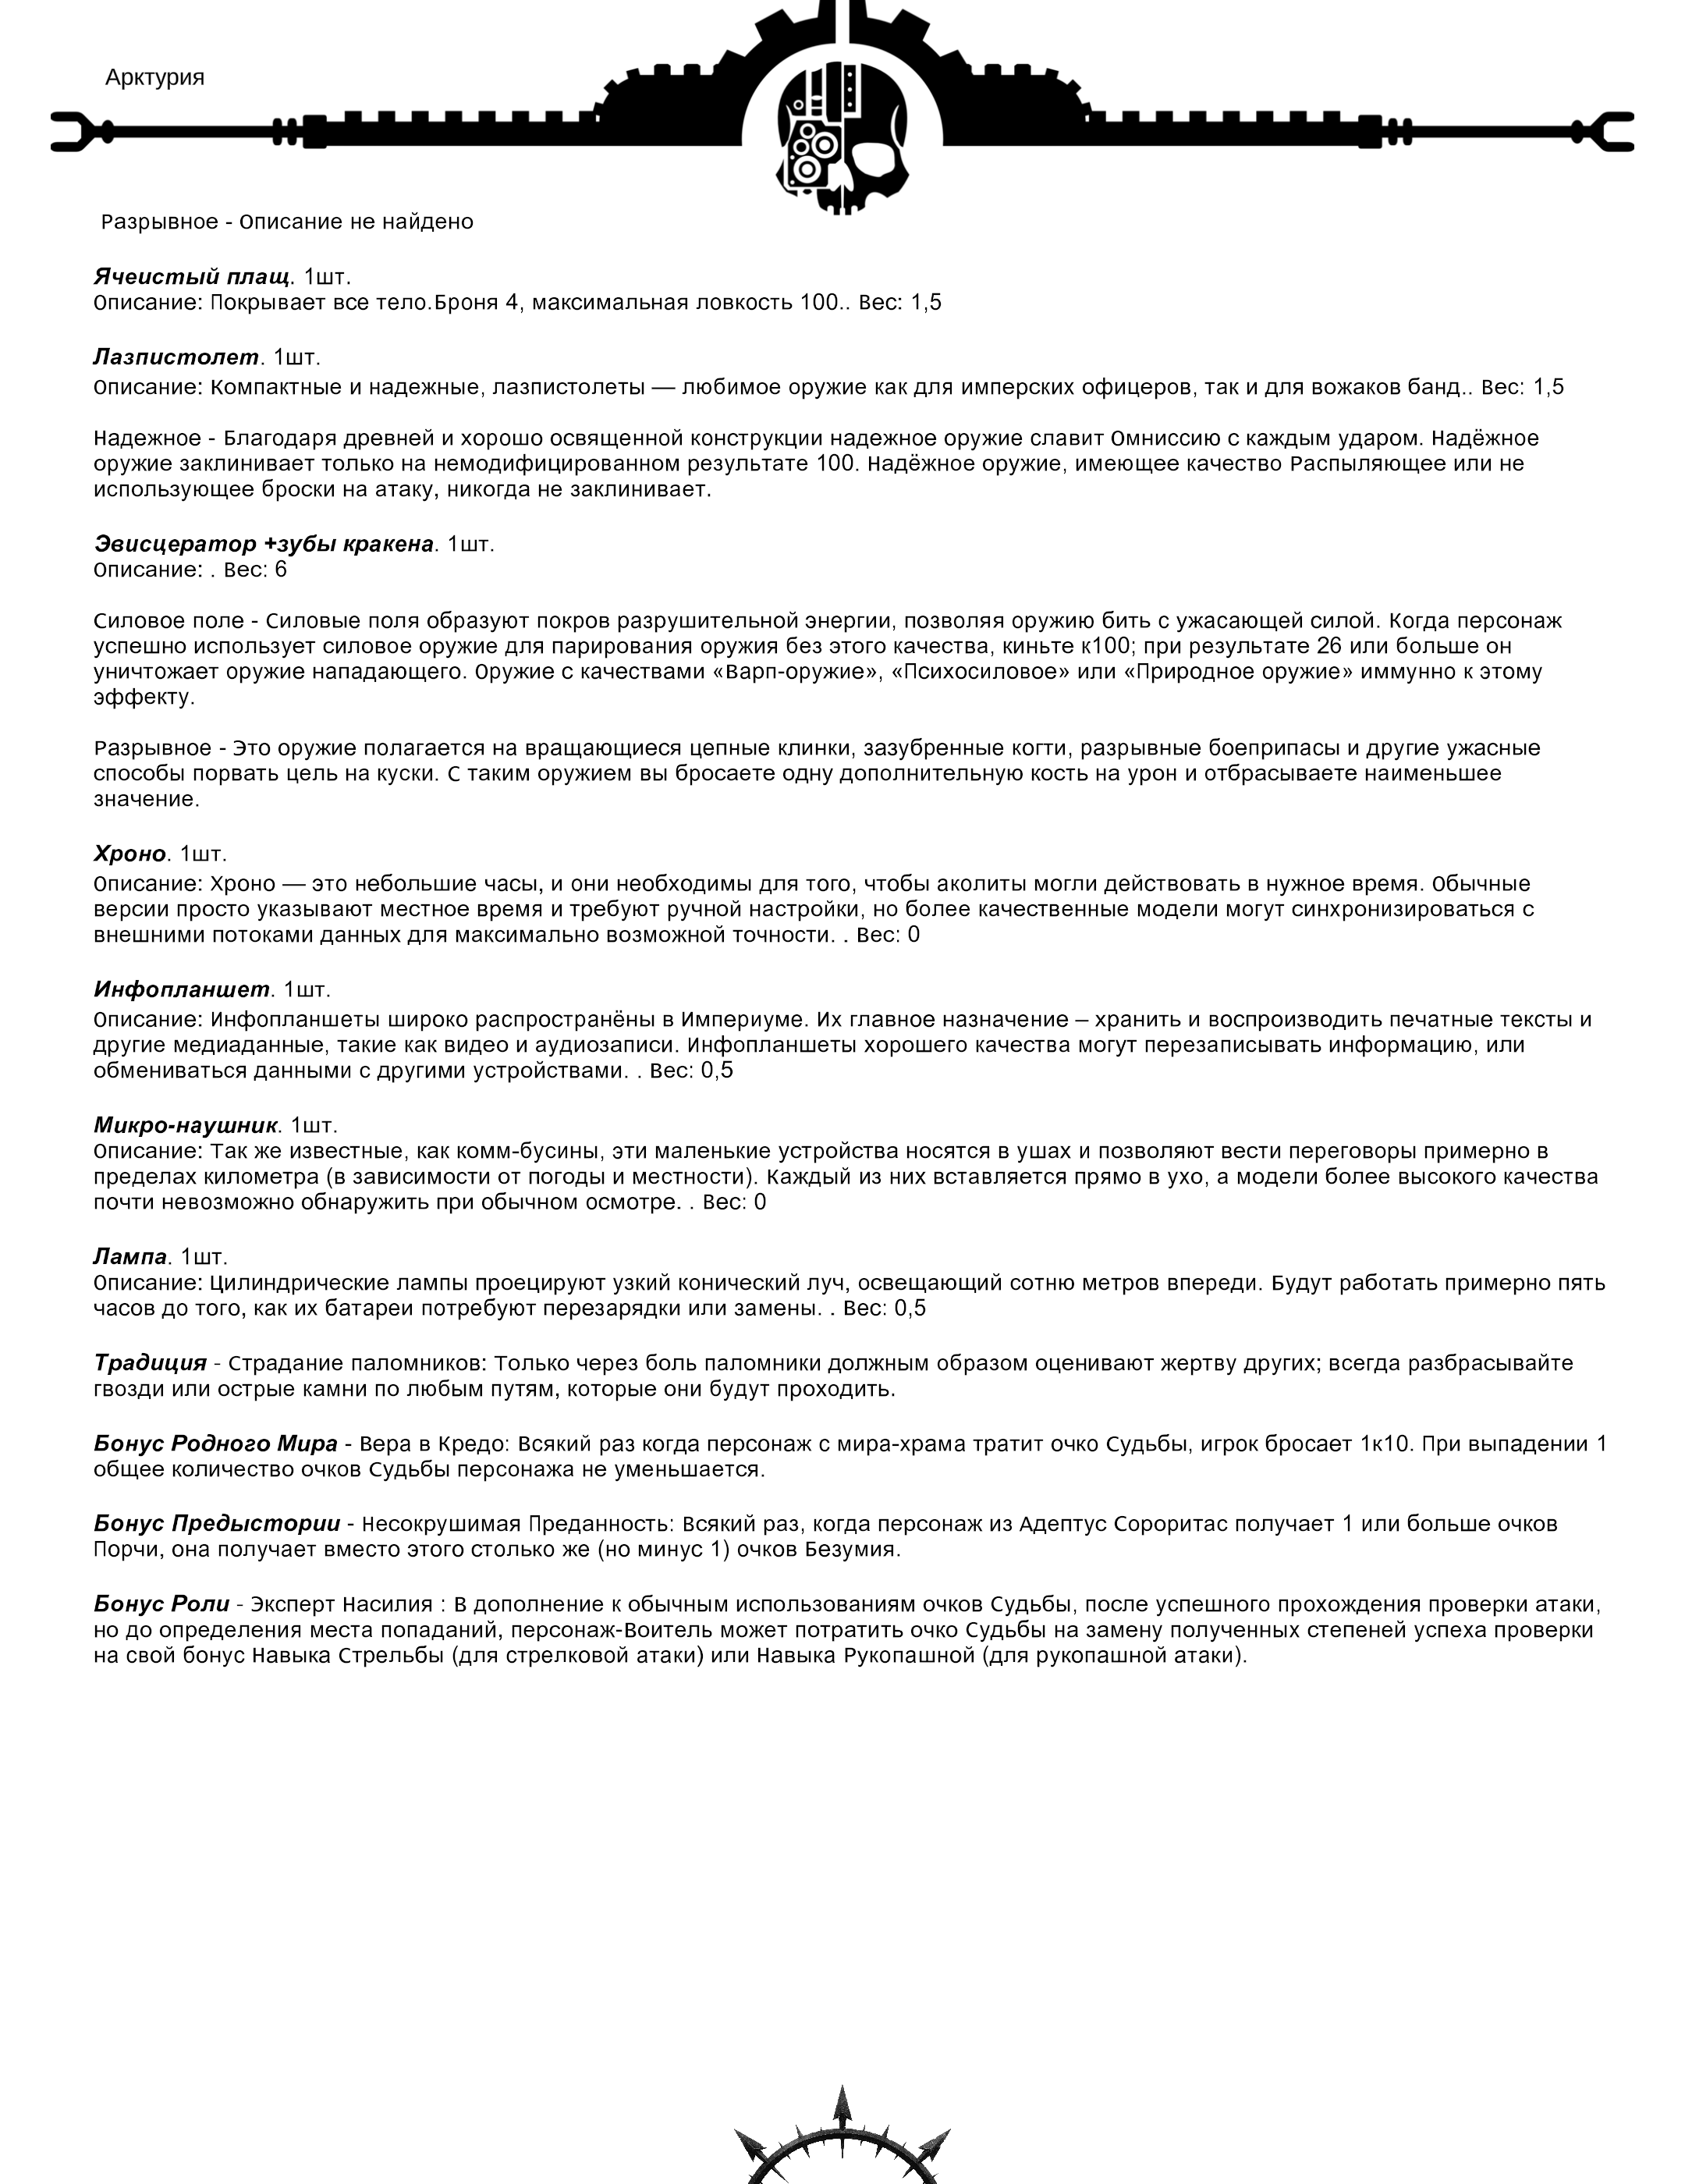 Арктурия
Разрывное - Описание не найдено
Ячеистый плащ. 1шт.
Описание: Покрывает все тело.Броня 4, максимальная ловкость 100.. Вес: 1,5
Лазпистолет. 1шт.
Описание: Компактные и надежные, лазпистолеты — любимое оружие как для имперских офицеров, так и для вожаков банд.. Вес: 1,5
Надежное - Благодаря древней и хорошо освященной конструкции надежное оружие славит Омниссию с каждым ударом. Надёжное
оружие заклинивает только на немодифицированном результате 100. Надёжное оружие, имеющее качество Распыляющее или не
использующее броски на атаку, никогда не заклинивает.
Эвисцератор +зубы кракена. 1шт.
Описание: . Вес: 6
Силовое поле - Силовые поля образуют покров разрушительной энергии, позволяя оружию бить с ужасающей силой. Когда персонаж
успешно использует силовое оружие для парирования оружия без этого качества, киньте к100; при результате 26 или больше он
уничтожает оружие нападающего. Оружие с качествами «Варп-оружие», «Психосиловое» или «Природное оружие» иммунно к этому
эффекту.
Разрывное - Это оружие полагается на вращающиеся цепные клинки, зазубренные когти, разрывные боеприпасы и другие ужасные
способы порвать цель на куски. С таким оружием вы бросаете одну дополнительную кость на урон и отбрасываете наименьшее
значение.
Хроно. 1шт.
Описание: Хроно — это небольшие часы, и они необходимы для того, чтобы аколиты могли действовать в нужное время. Обычные
версии просто указывают местное время и требуют ручной настройки, но более качественные модели могут синхронизироваться с
внешними потоками данных для максимально возможной точности. . Вес: 0
Инфопланшет. 1шт.
Описание: Инфопланшеты широко распространёны в Империуме. Их главное назначение – хранить и воспроизводить печатные тексты и
другие медиаданные, такие как видео и аудиозаписи. Инфопланшеты хорошего качества могут перезаписывать информацию, или
обмениваться данными с другими устройствами. . Вес: 0,5
Микро-наушник. 1шт.
Описание: Так же известные, как комм-бусины, эти маленькие устройства носятся в ушах и позволяют вести переговоры примерно в
пределах километра (в зависимости от погоды и местности). Каждый из них вставляется прямо в ухо, а модели более высокого качества
почти невозможно обнаружить при обычном осмотре. . Вес: 0
Лампа. 1шт.
Описание: Цилиндрические лампы проецируют узкий конический луч, освещающий сотню метров впереди. Будут работать примерно пять
часов до того, как их батареи потребуют перезарядки или замены. . Вес: 0,5
Традиция - Страдание паломников: Только через боль паломники должным образом оценивают жертву других; всегда разбрасывайте
гвозди или острые камни по любым путям, которые они будут проходить.
Бонус Родного Мира - Вера в Кредо: Всякий раз когда персонаж с мира-храма тратит очко Судьбы, игрок бросает 1к10. При выпадении 1
общее количество очков Судьбы персонажа не уменьшается.
Бонус Предыстории - Несокрушимая Преданность: Всякий раз, когда персонаж из Адептус Сороритас получает 1 или больше очков
Порчи, она получает вместо этого столько же (но минус 1) очков Безумия.
Бонус Роли - Эксперт Насилия : В дополнение к обычным использованиям очков Судьбы, после успешного прохождения проверки атаки,
но до определения места попаданий, персонаж-Воитель может потратить очко Судьбы на замену полученных степеней успеха проверки
на свой бонус Навыка Стрельбы (для стрелковой атаки) или Навыка Рукопашной (для рукопашной атаки).